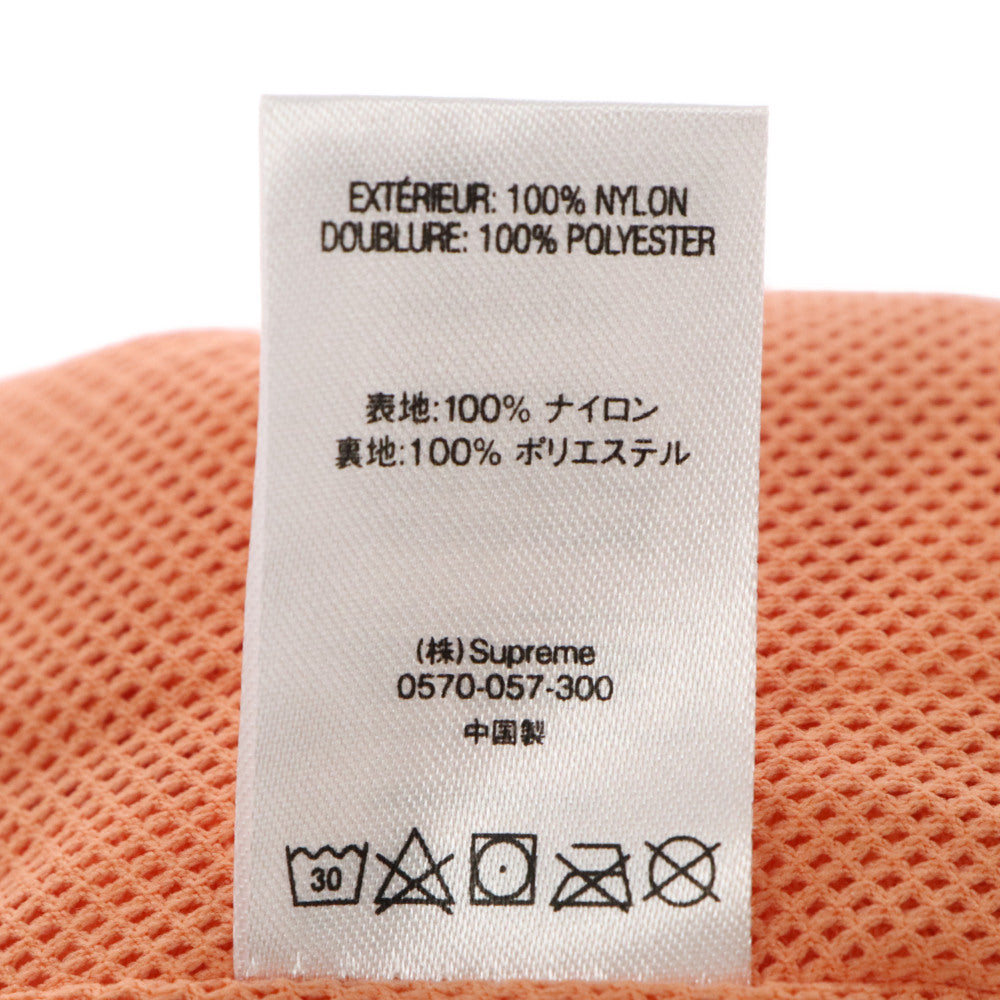 EXTÉRIEUR: 100% NYLON
DOUBLURE: 100% POLYESTER
表地:100% ナイロン
裏地:100% ポリエステル
(株)Supreme
0570-057-300
中国製
30